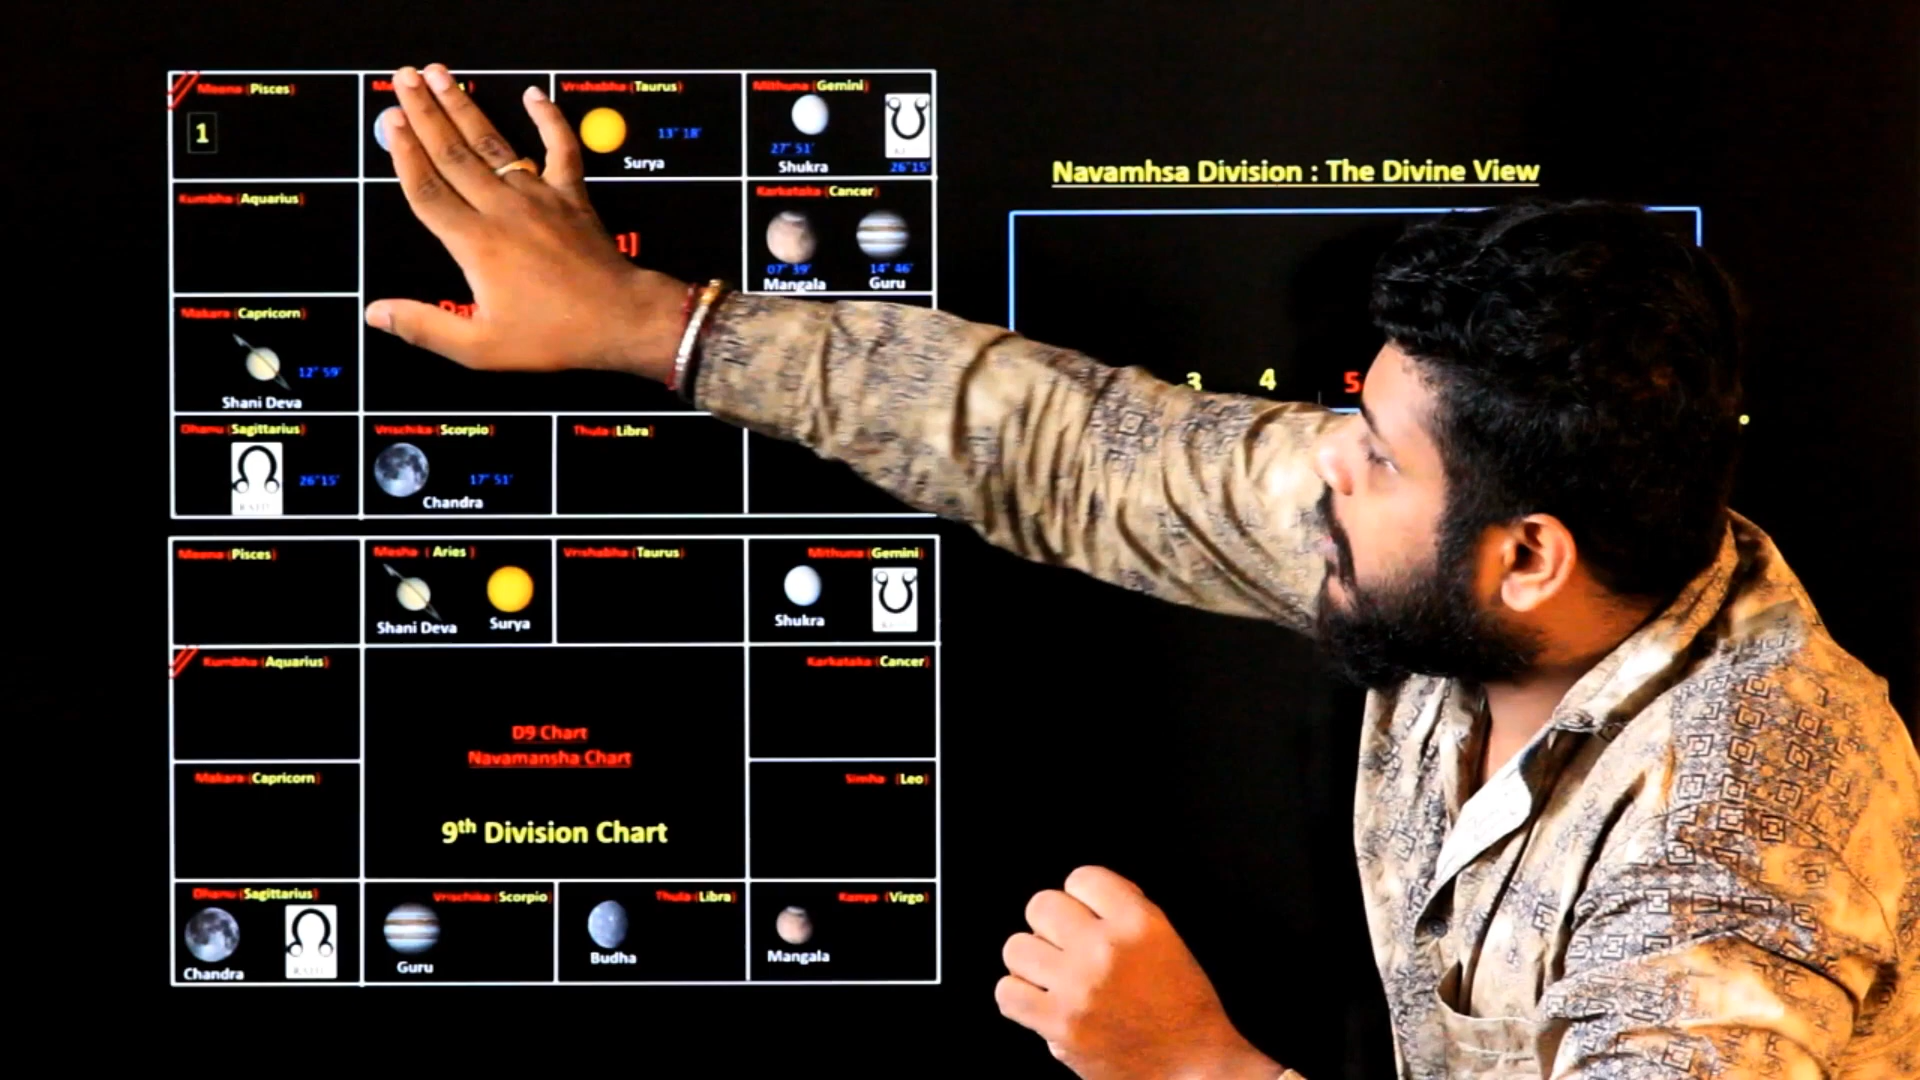 Meena (Pisces)
1
Vrishabha (Taurus)
13° 18'
Surya
Mithuna (Gemini)
27° 51'
Shukra
26°15'
Kumbha (Aquarius)
1]
Karkataka (Cancer)
07° 39'
Mangala
14° 46'
Guru
Makara (Capricorn)
12° 59'
Shani Deva
Dhanu (Sagittarius)
26°15'
Vrischika (Scorpio)
17° 51'
Chandra
Thula (Libra)
Meena (Pisces)
Mesha ( Aries )
Shani Deva
Surya
Vrishabha (Taurus)
Mithuna (Gemini)
Shukra
Kumbha (Aquarius)
Karkataka (Cancer)
D9 Chart
Navamansha Chart
9th Division Chart
Makara (Capricorn)
Simha (Leo)
Dhanu (Sagittarius)
Chandra
Vrischika (Scorpio)
Guru
Thula (Libra)
Budha
Kanya (Virgo)
Mangala
Navamhsa Division : The Divine View
3 4 5